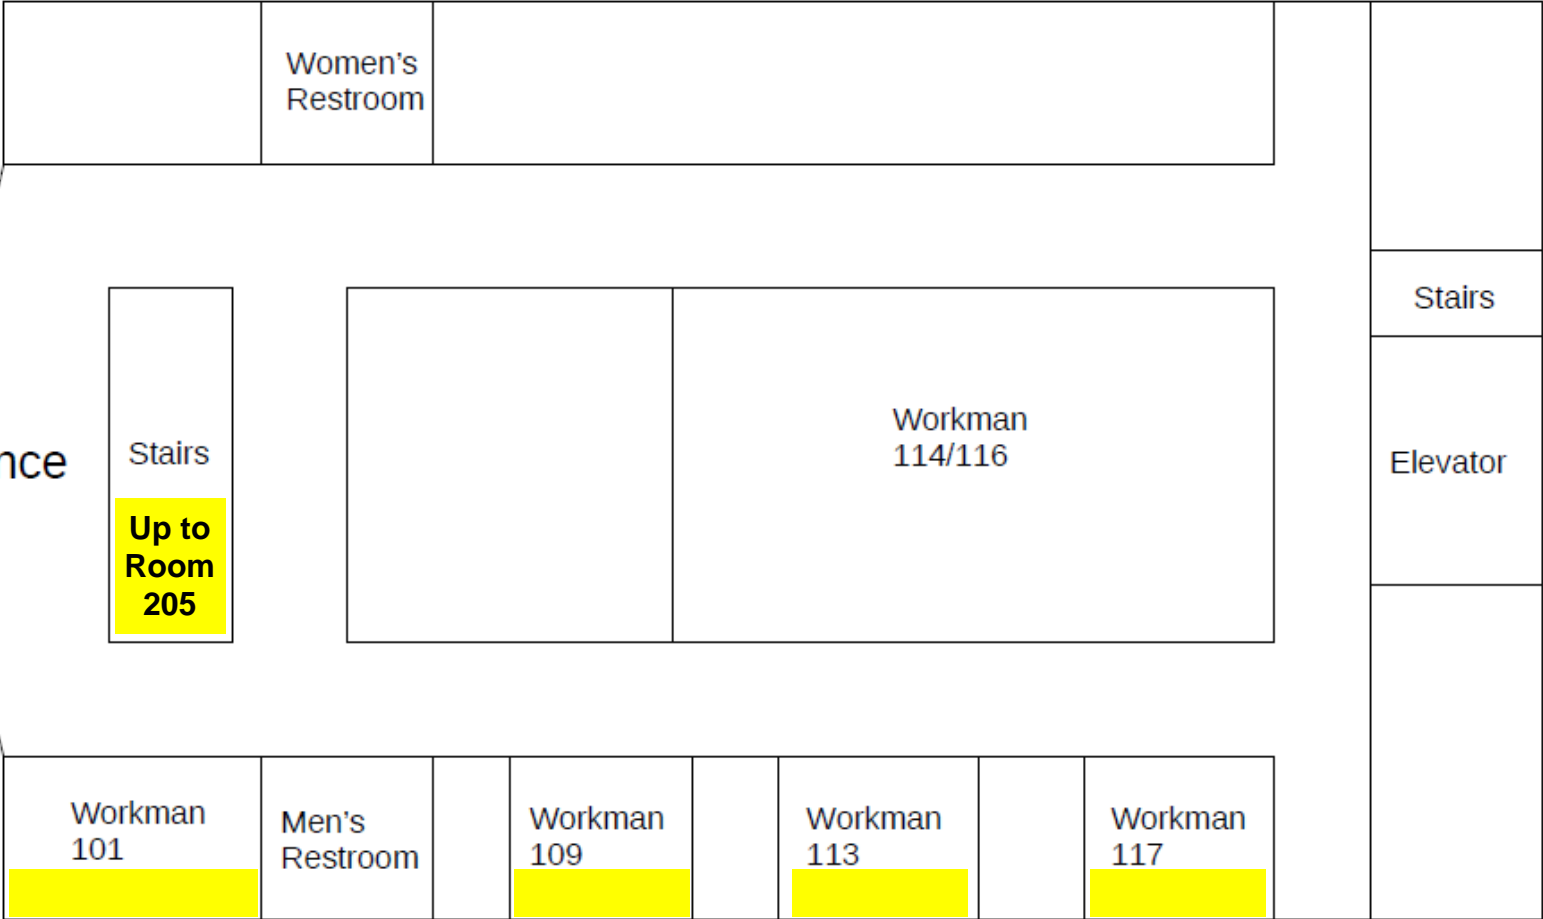 Women's
Restroom
Stairs
Workman
114/116
Elevator
nce
Stairs
Up to
Room
205
Workman
101
Men's
Restroom
Workman
109
Workman
113
Workman
117